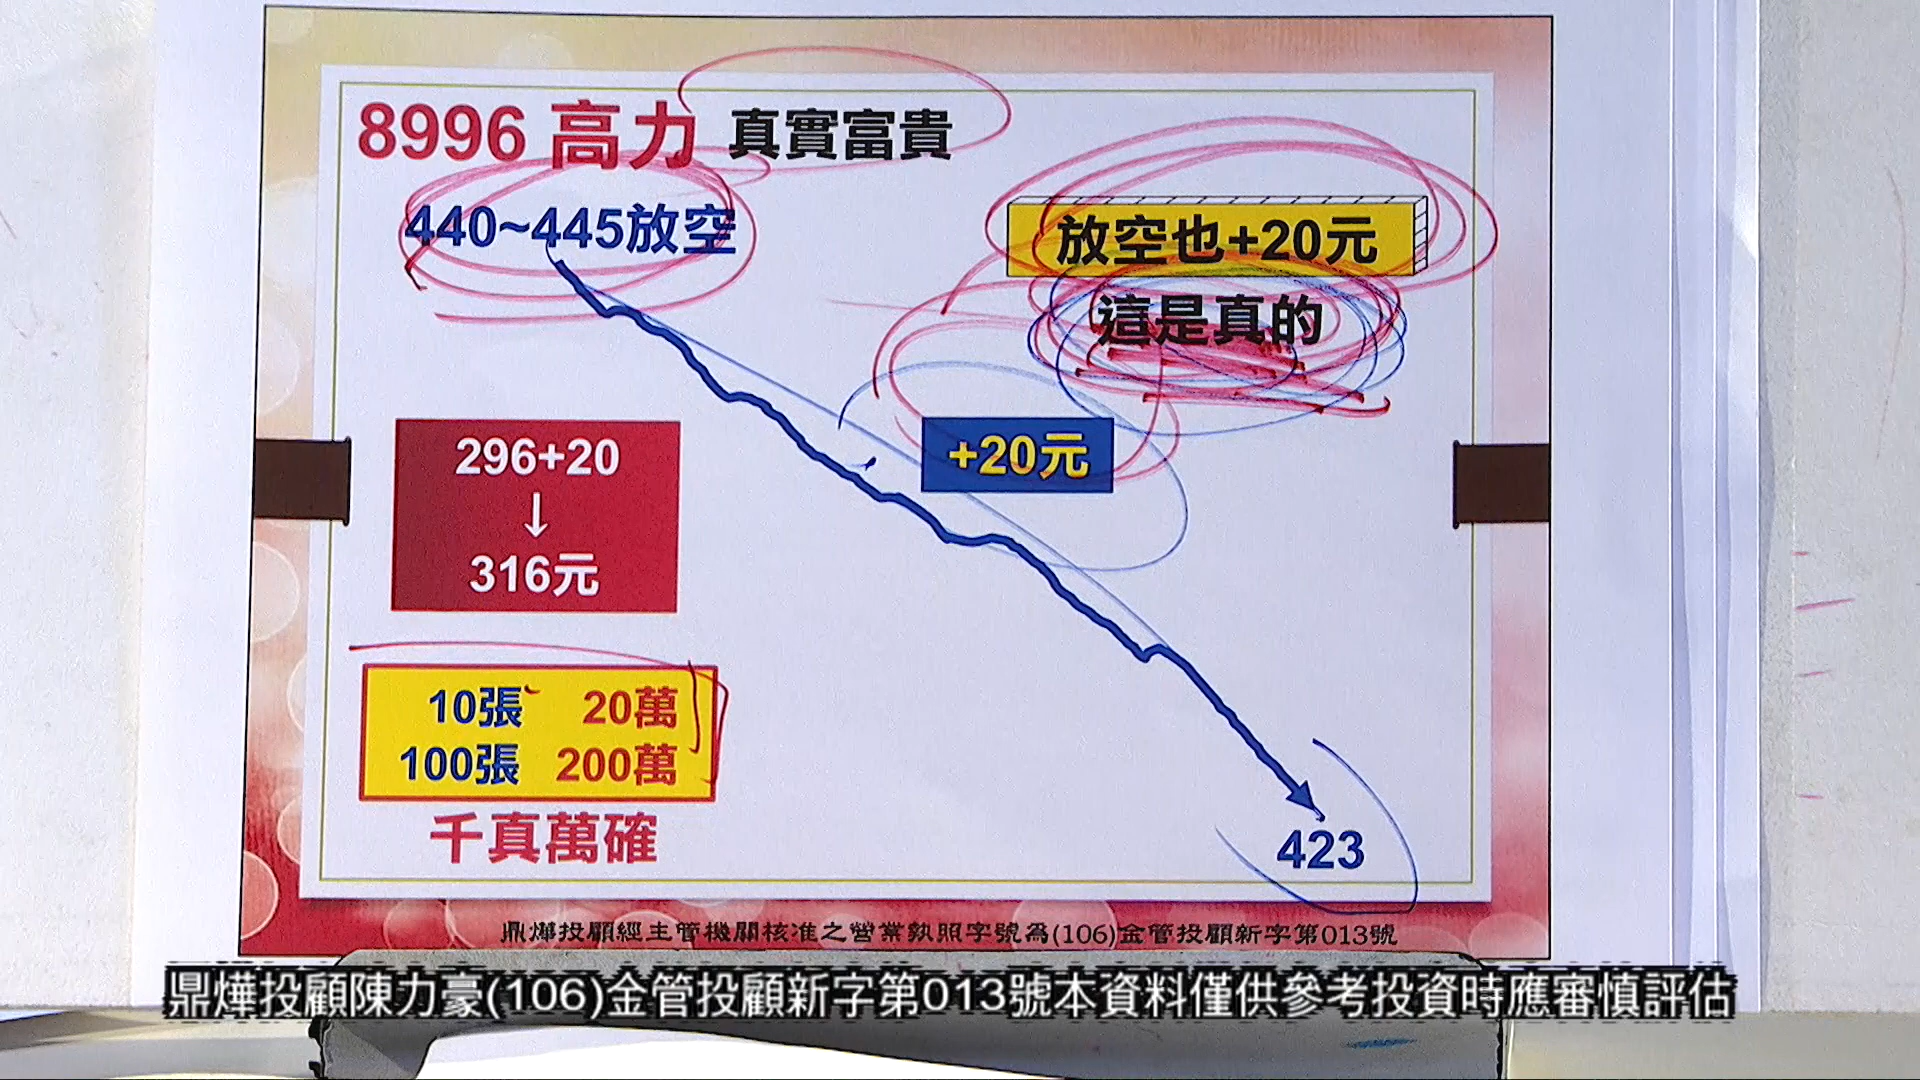 8996 高力 真實富貴
440~445放空
放空也+20元
這是真的
296+20
↓
316元
+20元
10張 20萬
100張 200萬
千真萬確
423
鼎燁投顧經主管機關核准之營業執照字號為(106)金管投顧新字第013號
鼎燁投顧陳力豪(106)金管投顧新字第013號本資料僅供參考投資時應審慎評估